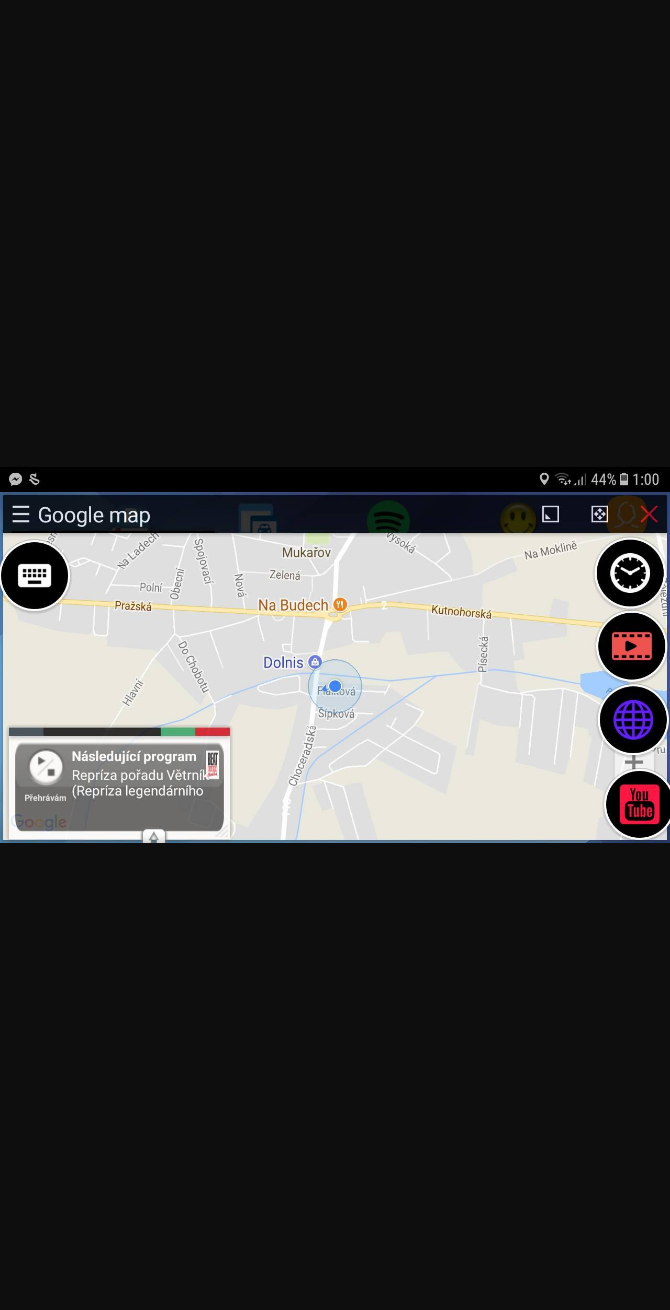 44% 1:00
Google map
Na Ladech
Spojovací
Mukařov
Vysoká
Na Moklině
Polní
Obecní
Nová
Zelená
Pražská
Na Budech
Kutnohorská
Do Chobotu
Dolnis
Písecká
Hlavní
Šípková
Choceradská
Následující program
Repríza pořadu Větrník
(Repríza legendárního
Přehrávám
Google
You
Tube